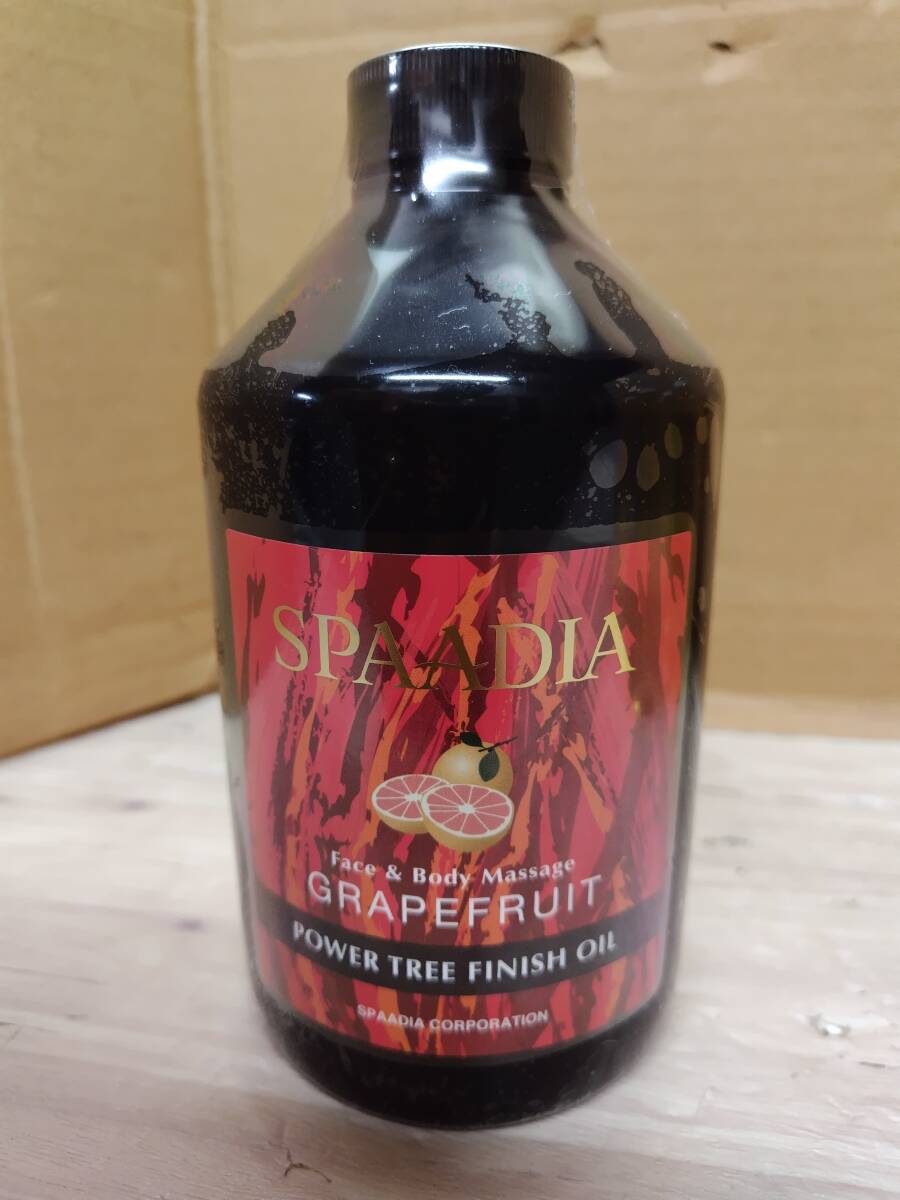 SPAADIA
Face & Body Massage
GRAPEFRUIT
POWER TREE FINISH OIL
SPAADIA CORPORATION